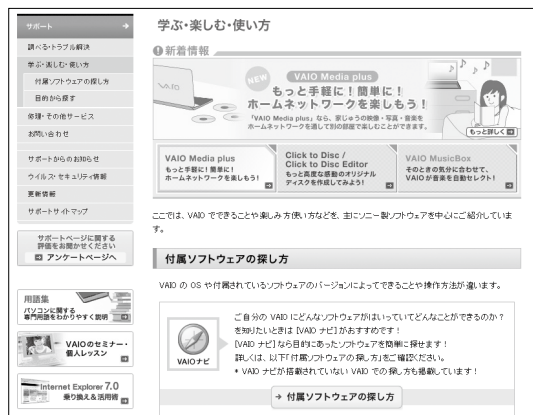 サポート
調べる・トラブル解決
学ぶ・楽しむ・使い方
付属ソフトウェアの探し方
目的から探す
修理・その他サービス
お問い合わせ
サポートからのお知らせ
ウイルス・セキュリティ情報
更新情報
サポートサイトマップ
サポートページに関する
評価をお聞かせください
アンケートページへ
用語集
パソコンに関する
専門用語をわかりやすく説明
VAIOのセミナー・
個人レッスン
Internet Explorer 7.0
乗り換え&活用術
学ぶ・楽しむ・使い方
新着情報
VAIO
NEW
VAIO Media plus
もっと手軽に!簡単に!
ホームネットワークを楽しもう!
「VAIO Media plus」なら、家じゅうの映像・写真・音楽を
ホームネットワークを通して別の部屋で楽しむことができます。
もっと詳しく
VAIO Media plus
もっと手軽に!簡単に!
ホームネットワークを楽しもう!
Click to Disc /
Click to Disc Editor
もっと高度な感動のオリジナル
ディスクを作成してみよう!
VAIO MusicBox
そのときの気分に合わせて、
VAIO が音楽を自動セレクト!
ここでは、VAIO でできることや楽しみ方使い方などを、主にソニー製ソフトウェアを中心にご紹介していま
す。
付属ソフトウェアの探し方
VAIO の OS や付属されているソフトウェアのバージョンによってできることや操作方法が違います。
VAIOナビ
ご自分の VAIO にどんなソフトウェアがはいっていてどんなことができるのか?
を知りたいときは [VAIO ナビ]がおすすめです!
[VAIO ナビ] なら目的にあったソフトウェアを簡単に探せます!
詳しくは、以下「付属ソフトウェアの探し方」をご確認ください。
* VAIO ナビが搭載されていない VAIO での探し方も掲載しています!
付属ソフトウェアの探し方